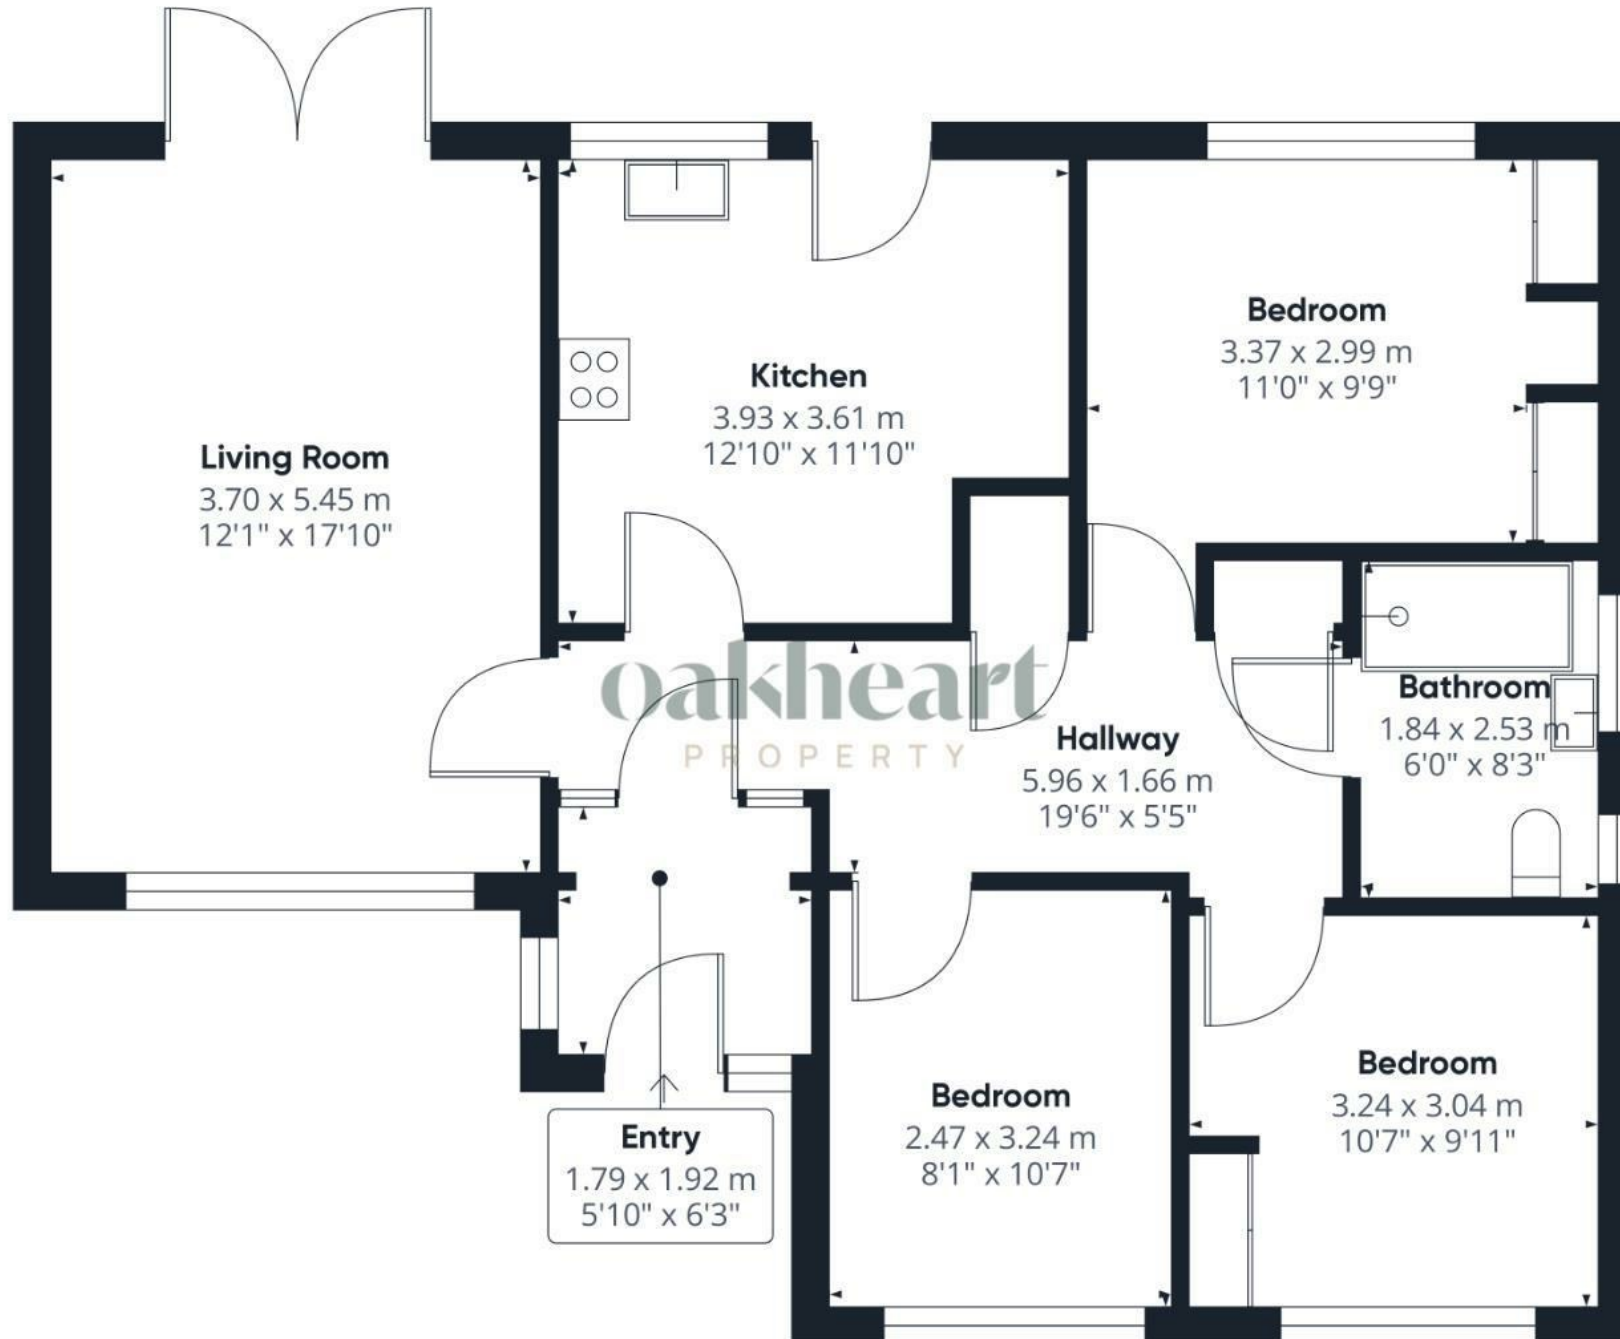 Living Room
3.70 x 5.45 m
12'1" x 17'10"
Kitchen
3.93 x 3.61 m
12'10" x 11'10"
Bedroom
3.37 x 2.99 m
11'0" x 9'9"
oakheart
PROPERTY
Hallway
5.96 x 1.66 m
19'6" x 5'5"
Bathroom
1.84 x 2.53 m
6'0" x 8'3"
Entry
1.79 x 1.92 m
5'10" x 6'3"
Bedroom
2.47 x 3.24 m
8'1" x 10'7"
Bedroom
3.24 x 3.04 m
10'7" x 9'11"